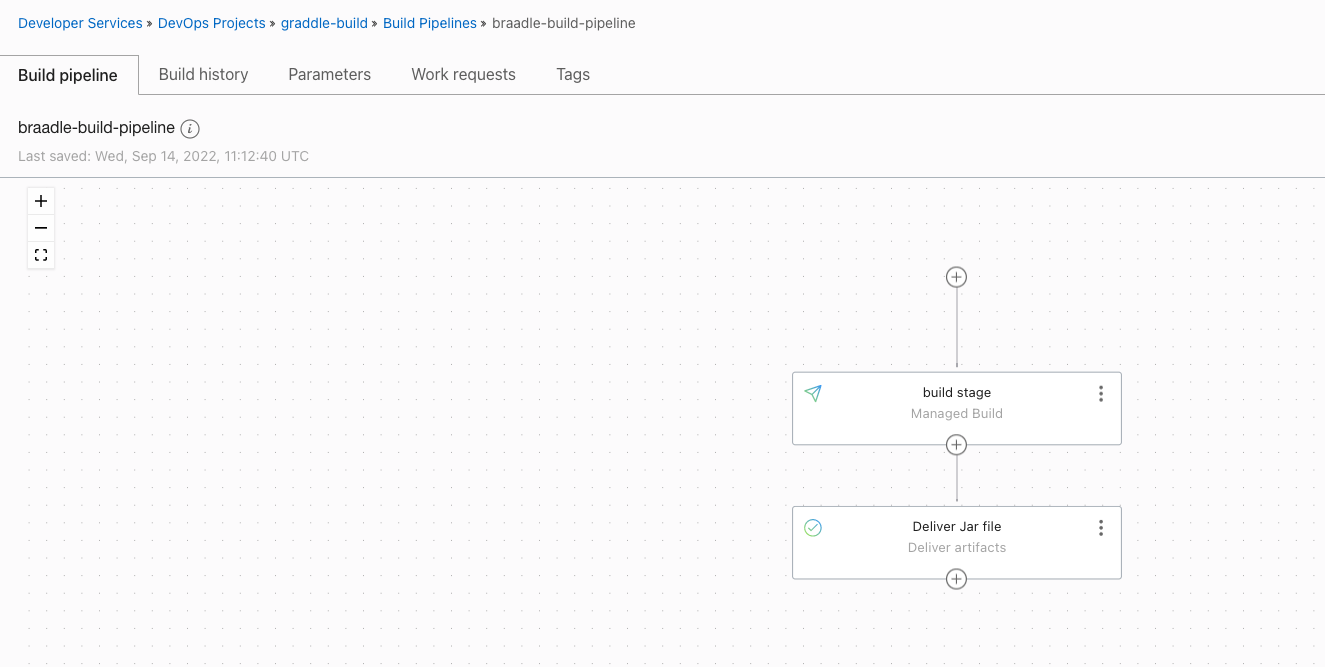 Developer Services » DevOps Projects » graddle-build » Build Pipelines » braadle-build-pipeline
Build pipeline Build history Parameters Work requests Tags
braadle-build-pipeline i
Last saved: Wed, Sep 14, 2022, 11:12:40 UTC
build stage
Managed Build
Deliver Jar file
Deliver artifacts